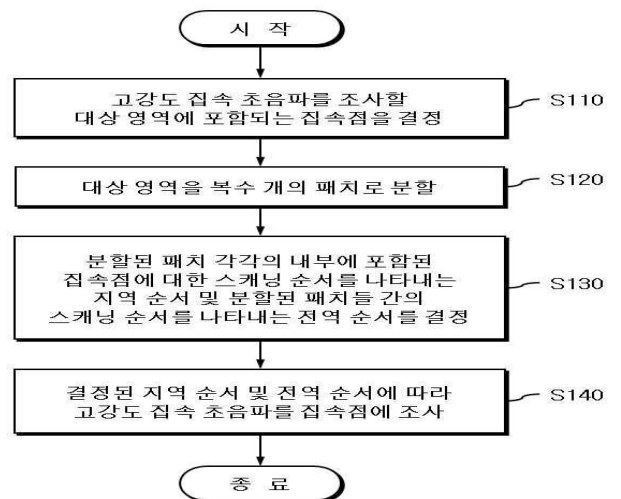 시 작
고강도 집속 초음파를 조사할
대상 영역에 포함되는 집속점을 결정
S110
대상 영역을 복수 개의 패치로 분할
S120
분할된 패치 각각의 내부에 포함된
집속점에 대한 스캐닝 순서를 나타내는
지역 순서 및 분할된 패치들 간의
스캐닝 순서를 나타내는 전역 순서를 결정
S130
결정된 지역 순서 및 전역 순서에 따라
고강도 집속 초음파를 집속점에 조사
S140
종 료